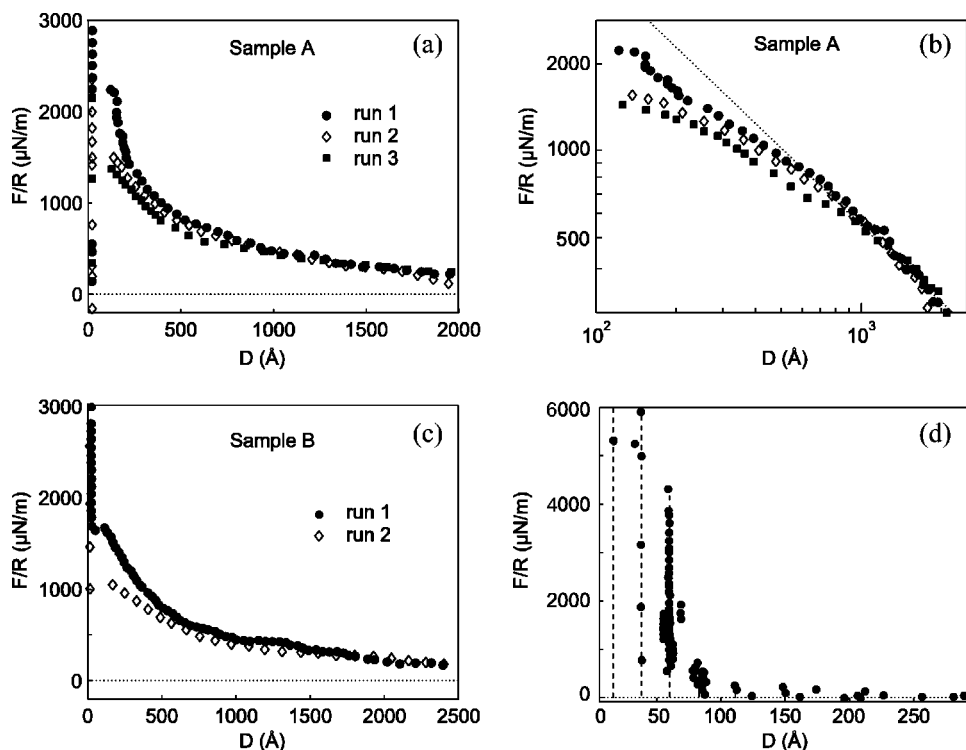 3000
2000
1000
0
F/R (µN/m)
Sample A
(a)
run 1
run 2
run 3
0 500 1000 1500 2000
D (Å)
2000
1000
500
F/R (µN/m)
Sample A
(b)
10² 10³
D (Å)
3000
2000
1000
0
F/R (µN/m)
Sample B
(c)
run 1
run 2
0 500 1000 1500 2000 2500
D (Å)
6000
4000
2000
0
F/R (µN/m)
(d)
0 50 100 150 200 250
D (Å)